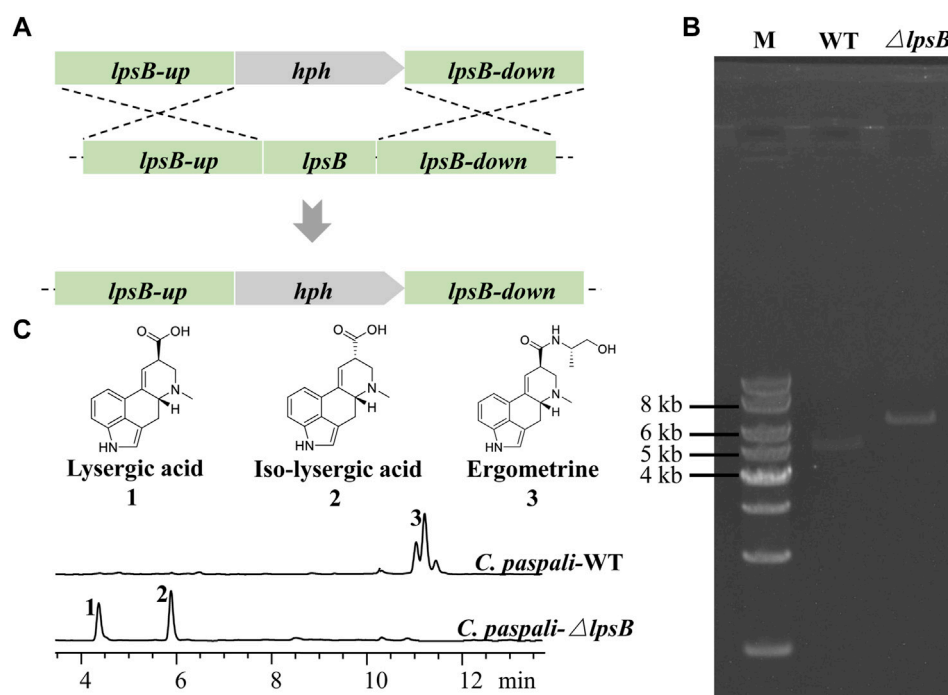 A
lpsB-up hph lpsB-down
lpsB-up lpsB lpsB-down
lpsB-up hph lpsB-down
B
M WT △lpsB
8 kb
6 kb
5 kb
4 kb
C
O OH
N
H
HN
Lysergic acid
1
O OH
N
H
HN
Iso-lysergic acid
2
O H N OH
N
H
HN
Ergometrine
3
3
C. paspali-WT
1 2
C. paspali-△lpsB
4 6 8 10 12 min